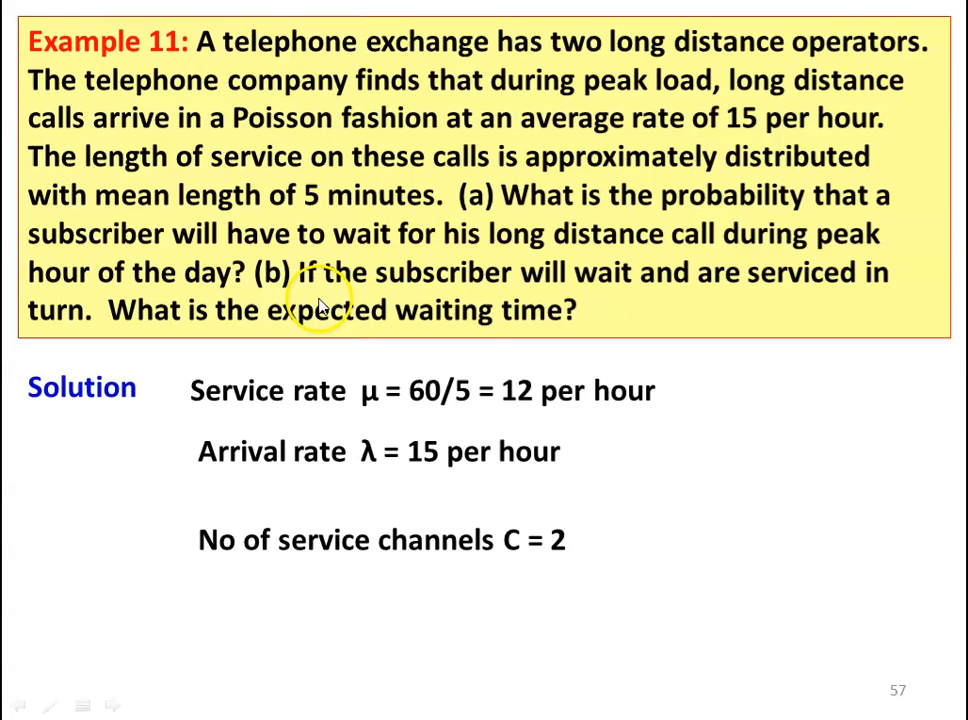 Example 11: A telephone exchange has two long distance operators.
The telephone company finds that during peak load, long distance
calls arrive in a Poisson fashion at an average rate of 15 per hour.
The length of service on these calls is approximately distributed
with mean length of 5 minutes. (a) What is the probability that a
subscriber will have to wait for his long distance call during peak
hour of the day? (b) If the subscriber will wait and are serviced in
turn. What is the expected waiting time?
Solution Service rate μ = 60/5 = 12 per hour
Arrival rate λ = 15 per hour
No of service channels C = 2
57